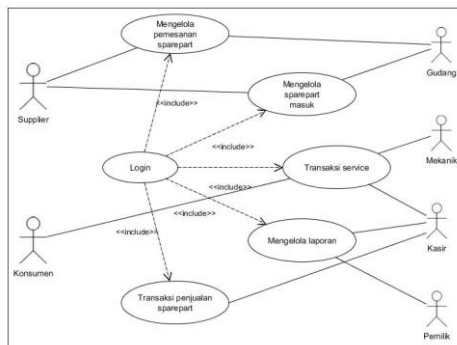 Mengelola
pemesanan
sparepart
Gudang
Supplier
Mengelola
sparepart
masuk
<<include>>
Mekanik
<<include>>
Login
Transaksi service
<<include>>
<<include>>
<<include>>
Konsumen
Mengelola laporan
Kasir
<<include>>
Transaksi penjualan
sparepart
Pemilik